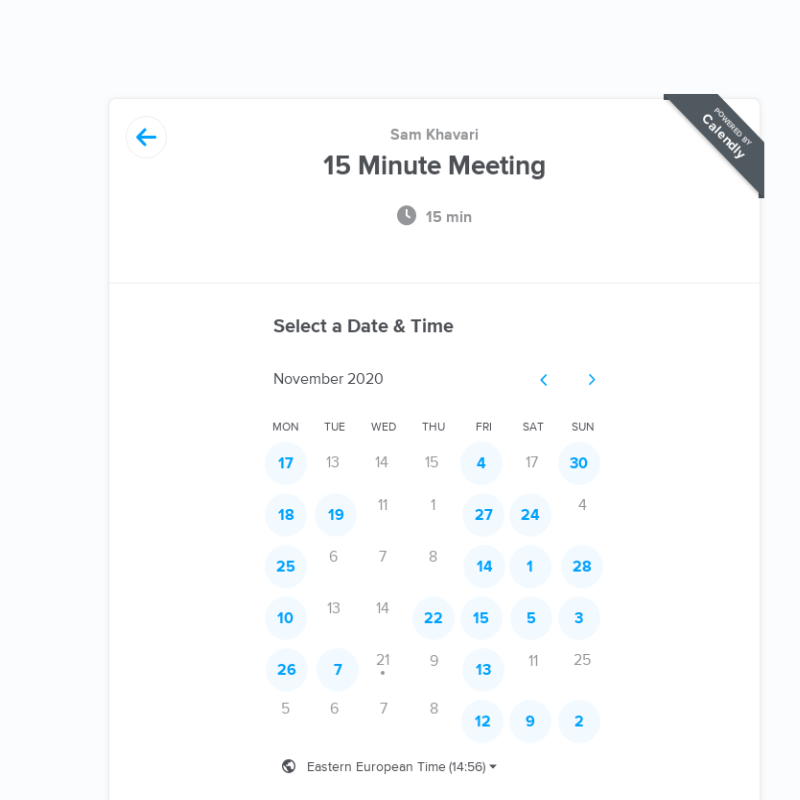 Sam Khavari
POWERED BY
Calendly
15 Minute Meeting
15 min
Select a Date & Time
November 2020
MON TUE WED THU FRI SAT SUN
17 13 14 15 4 17 30
18 19 11 1 27 24 4
25 6 7 8 14 1 28
10 13 14 22 15 5 3
26 7 21 9 13 11 25
5 6 7 8 12 9 2
Eastern European Time (14:56)